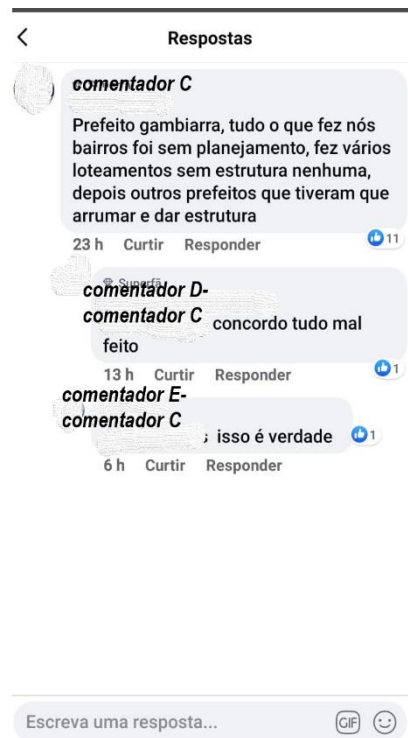 Respostas
comentador C
Prefeito gambiarra, tudo o que fez nós
bairros foi sem planejamento, fez vários
loteamentos sem estrutura nenhuma,
depois outros prefeitos que tiveram que
arrumar e dar estrutura
23 h Curtir Responder 11
Superfã
comentador D-
comentador C concordo tudo mal
feito
13 h Curtir Responder 1
comentador E-
comentador C isso é verdade 1
6 h Curtir Responder
Escreva uma resposta... GIF